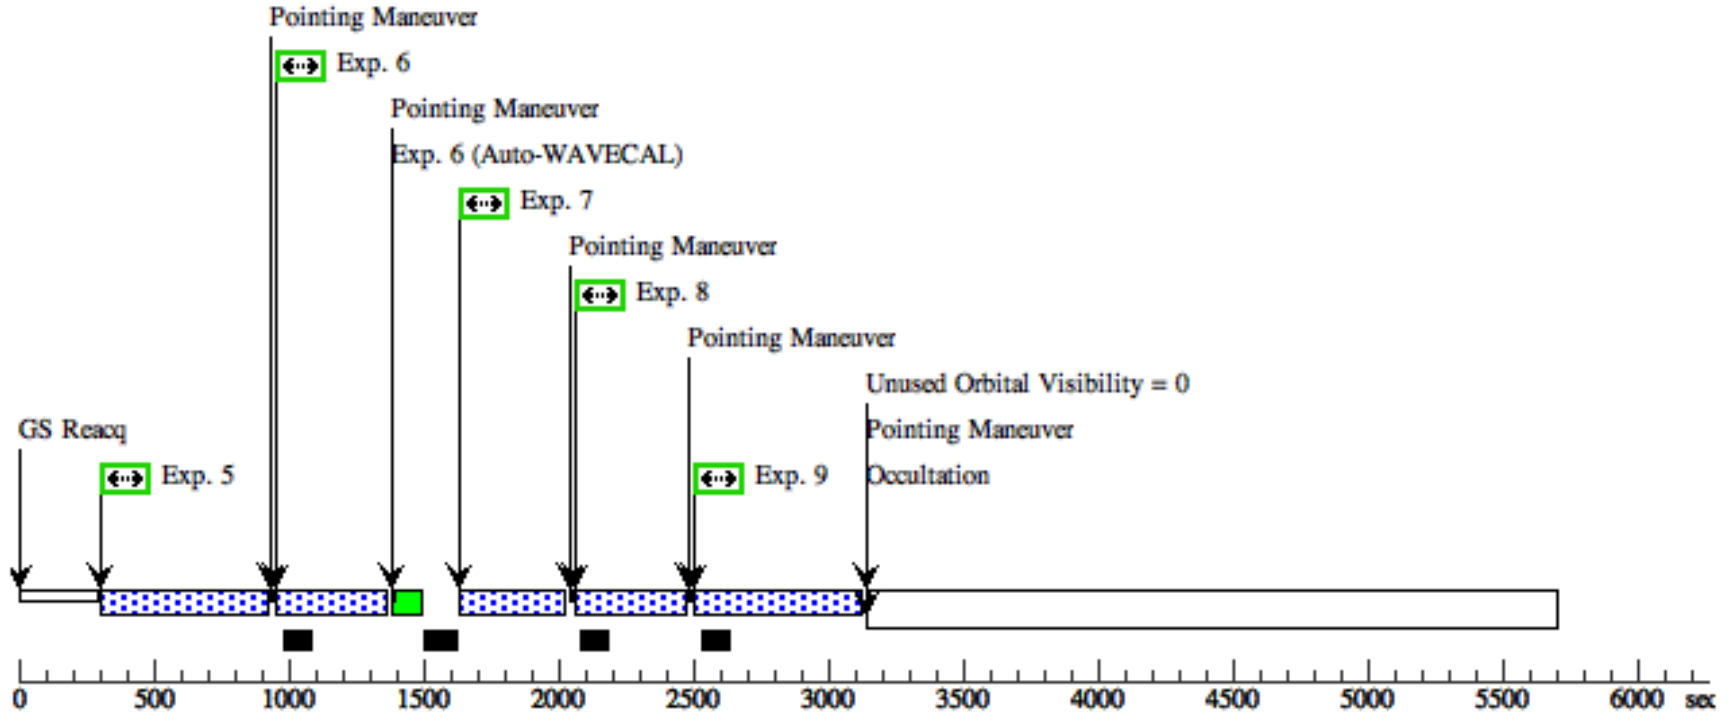 Pointing Maneuver
Exp. 6
Pointing Maneuver
Exp. 6 (Auto-WAVECAL)
Exp. 7
Pointing Maneuver
Exp. 8
Pointing Maneuver
Unused Orbital Visibility = 0
GS Reacq
Pointing Maneuver
Exp. 5
Exp. 9
Occultation
0 500 1000 1500 2000 2500 3000 3500 4000 4500 5000 5500 6000 sec